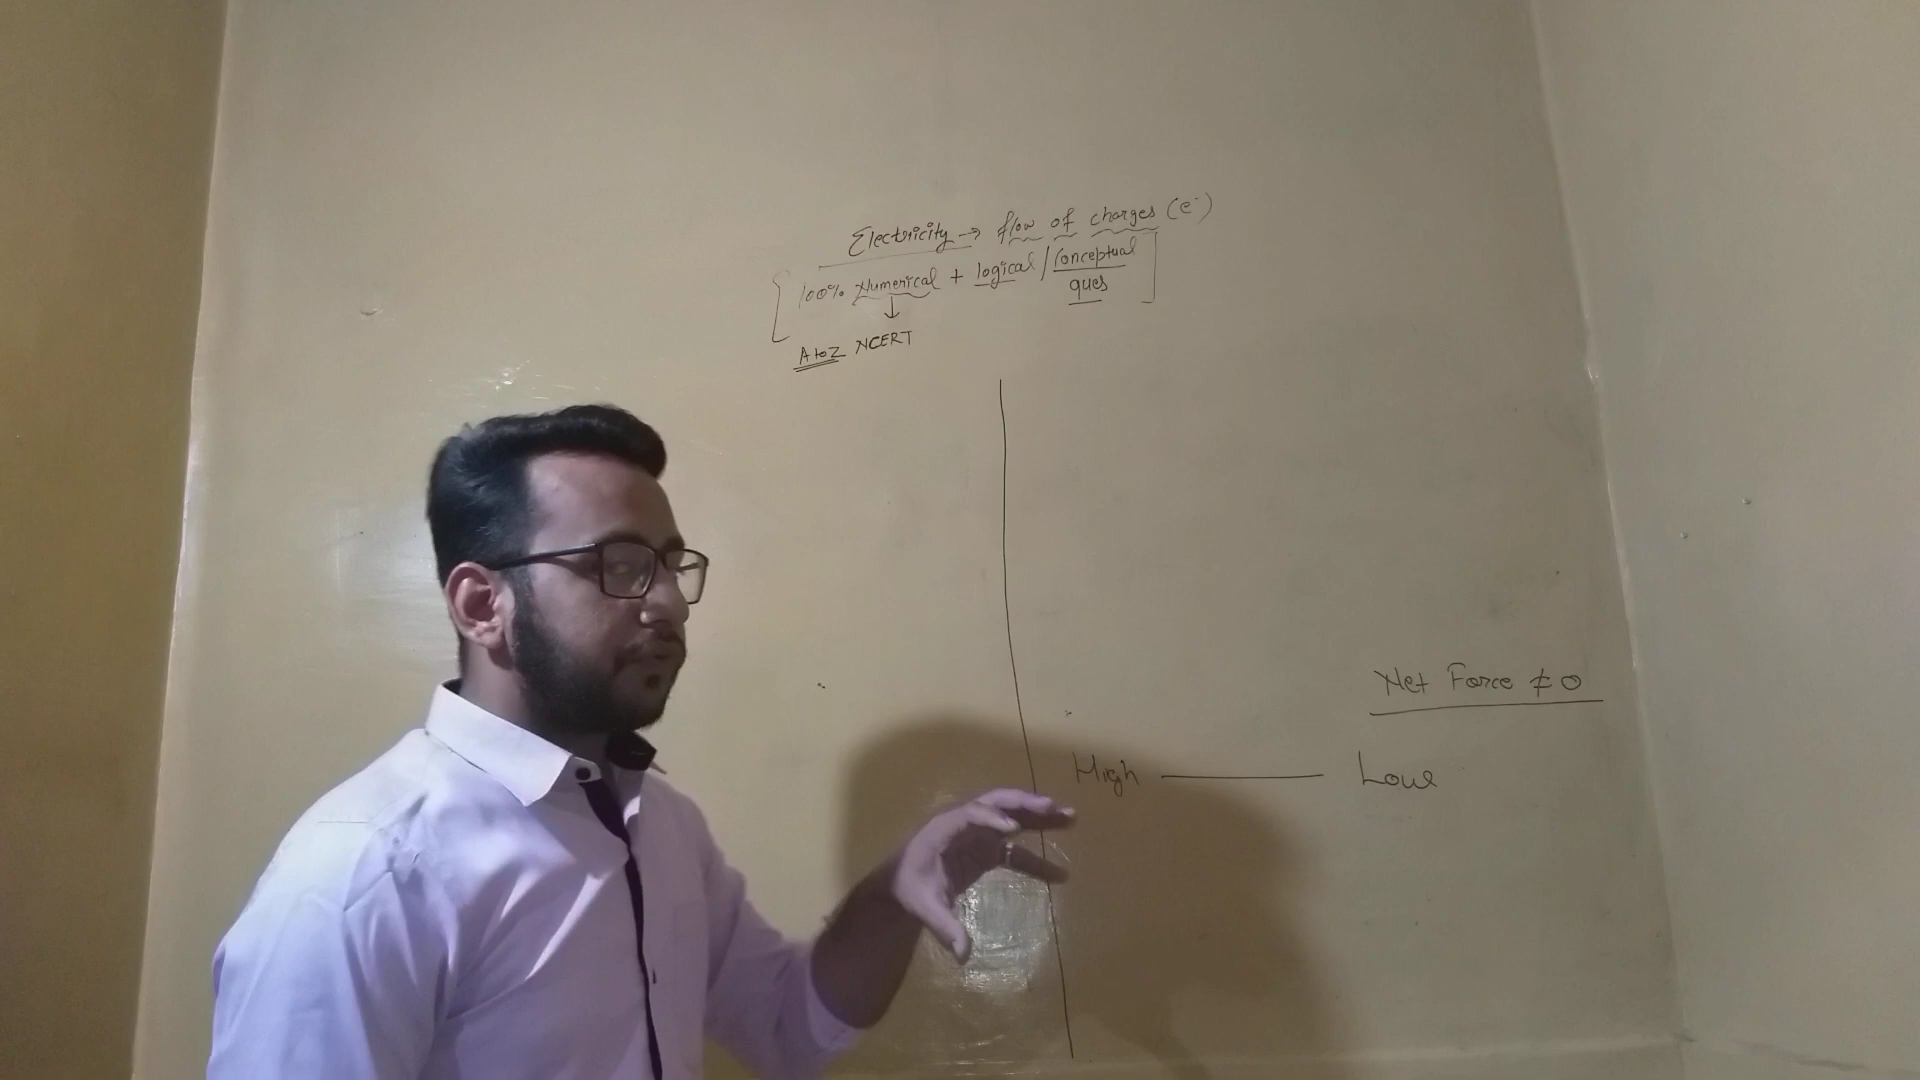 Electricity → flow of charges (e⁻)
[100% Numerical + logical / Conceptual
ques]
↓
A to Z NCERT
Net Force ≠ 0
High ——— Low